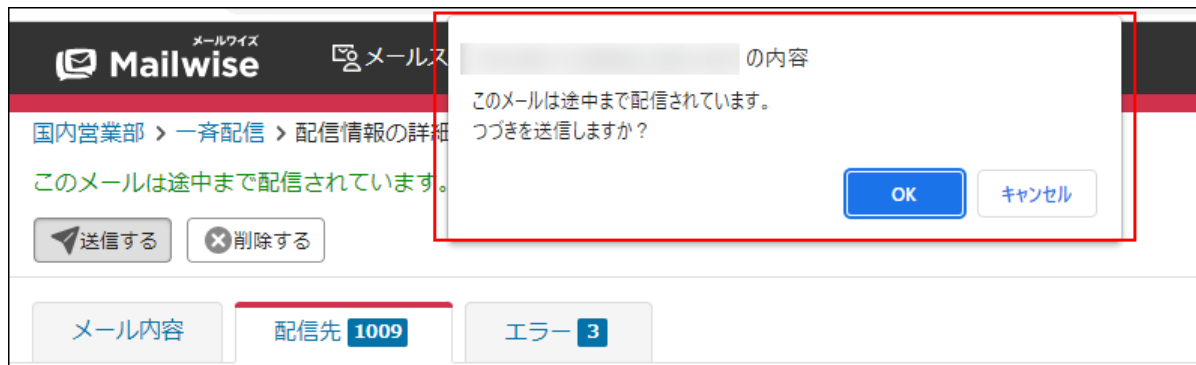 メールワイズ
Mailwise
メールス
の内容
このメールは途中まで配信されています。
つづきを送信しますか？
OK
キャンセル
国内営業部 > 一斉配信 > 配信情報の詳細
このメールは途中まで配信されています。
送信する
削除する
メール内容
配信先 1009
エラー 3